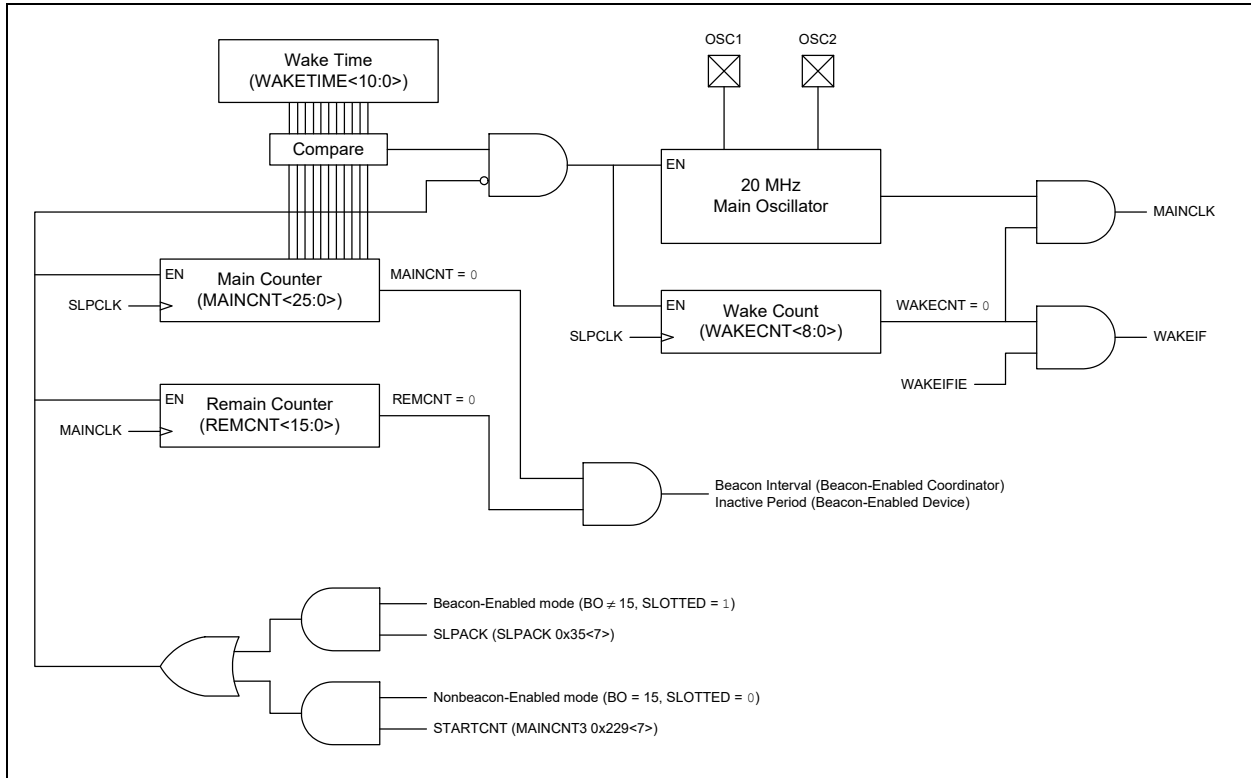 OSC1
OSC2
Wake Time
(WAKETIME<10:0>)
Compare
EN
20 MHz
Main Oscillator
MAINCLK
EN
Main Counter
(MAINCNT<25:0>)
MAINCNT = 0
SLPCLK
EN
Wake Count
(WAKECNT<8:0>)
WAKECNT = 0
SLPCLK
WAKEIF
WAKEIFIE
EN
Remain Counter
(REMCNT<15:0>)
REMCNT = 0
MAINCLK
Beacon Interval (Beacon-Enabled Coordinator)
Inactive Period (Beacon-Enabled Device)
Beacon-Enabled mode (BO ≠ 15, SLOTTED = 1)
SLPACK (SLPACK 0x35<7>)
Nonbeacon-Enabled mode (BO = 15, SLOTTED = 0)
STARTCNT (MAINCNT3 0x229<7>)